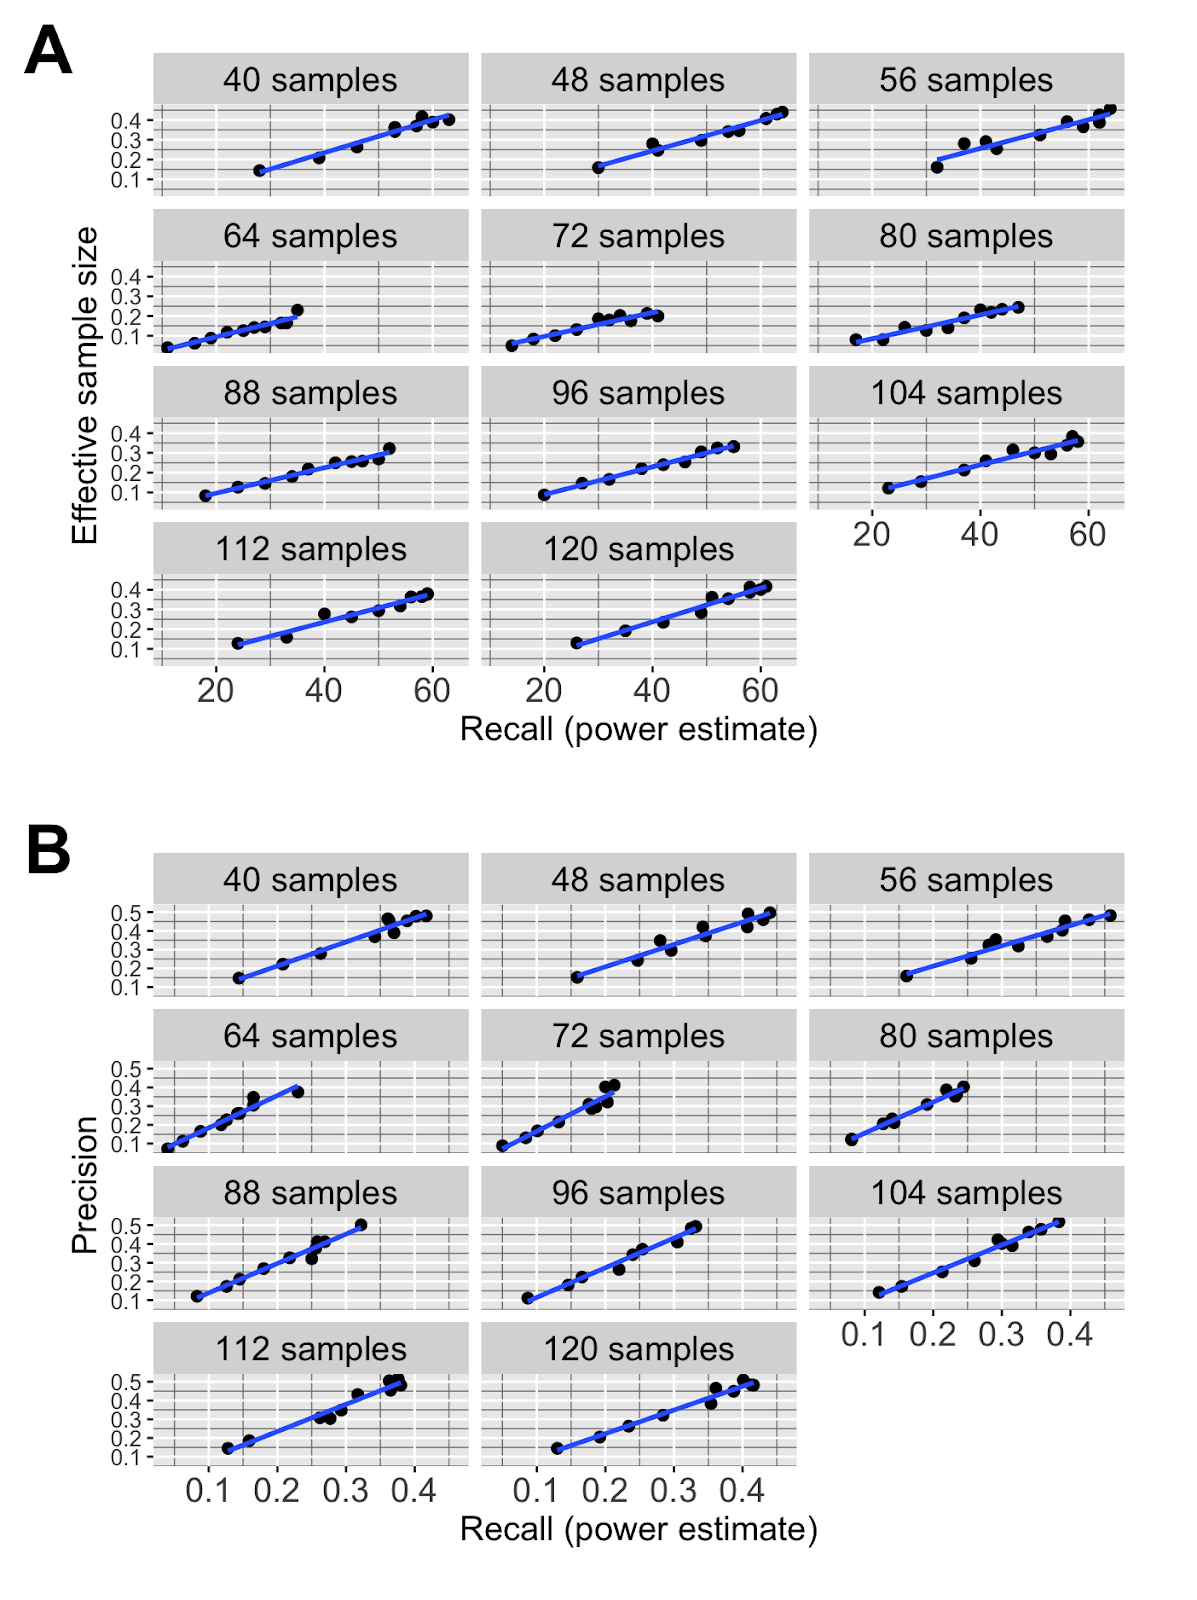 A
40 samples
48 samples
56 samples
0.4
0.3
0.2
0.1
64 samples
72 samples
80 samples
0.4
0.3
0.2
0.1
88 samples
96 samples
104 samples
0.4
0.3
0.2
0.1
20 40 60
112 samples
120 samples
0.4
0.3
0.2
0.1
20 40 60
20 40 60
Effective sample size
Recall (power estimate)
B
40 samples
48 samples
56 samples
0.5
0.4
0.3
0.2
0.1
64 samples
72 samples
80 samples
0.5
0.4
0.3
0.2
0.1
88 samples
96 samples
104 samples
0.5
0.4
0.3
0.2
0.1
0.1 0.2 0.3 0.4
112 samples
120 samples
0.5
0.4
0.3
0.2
0.1
0.1 0.2 0.3 0.4
0.1 0.2 0.3 0.4
Precision
Recall (power estimate)